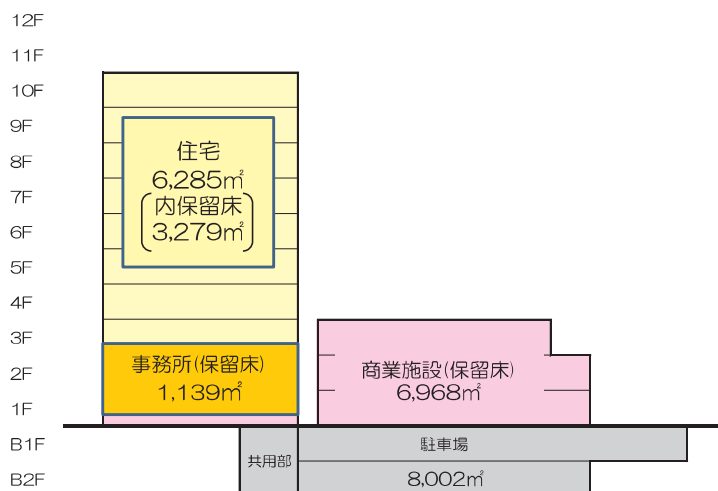 12F
11F
10F
9F
8F
7F
6F
5F
4F
3F
2F
1F
B1F
B2F
住宅
6,285㎡
内保留床
3,279㎡
事務所(保留床)
1,139㎡
商業施設(保留床)
6,968㎡
共用部
駐車場
8,002㎡